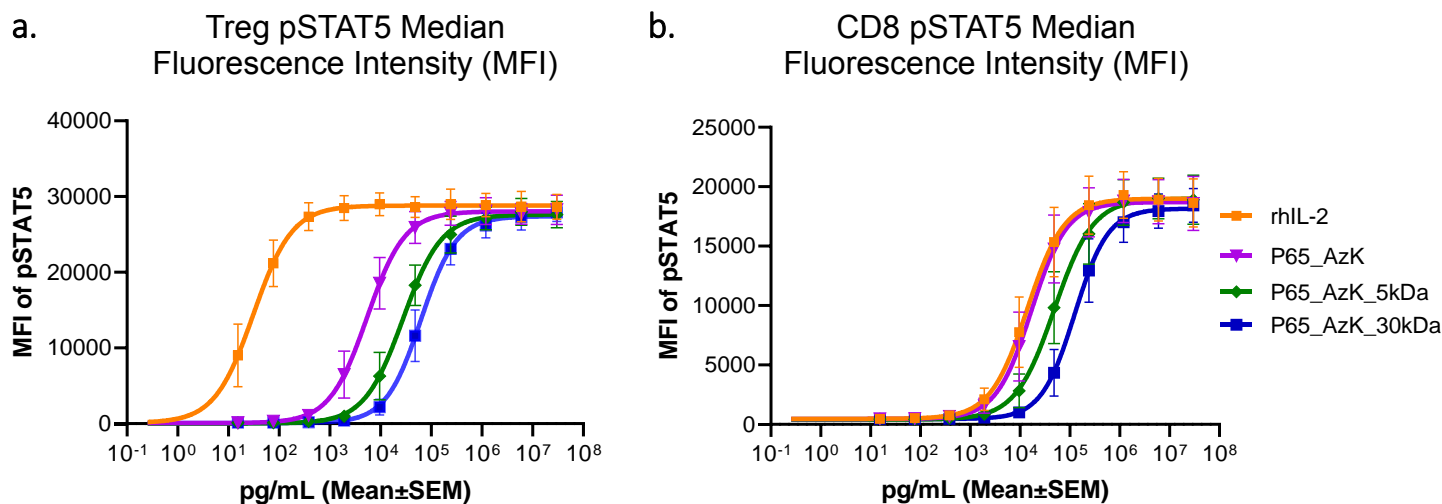 a.
Treg pSTAT5 Median
Fluorescence Intensity (MFI)
MFI of pSTAT5
40000
30000
20000
10000
0
10⁻¹ 10⁰ 10¹ 10² 10³ 10⁴ 10⁵ 10⁶ 10⁷ 10⁸
pg/mL (Mean±SEM)
b.
CD8 pSTAT5 Median
Fluorescence Intensity (MFI)
MFI of pSTAT5
25000
20000
15000
10000
5000
0
10⁻¹ 10⁰ 10¹ 10² 10³ 10⁴ 10⁵ 10⁶ 10⁷ 10⁸
pg/mL (Mean±SEM)
rhIL-2
P65_AzK
P65_AzK_5kDa
P65_AzK_30kDa